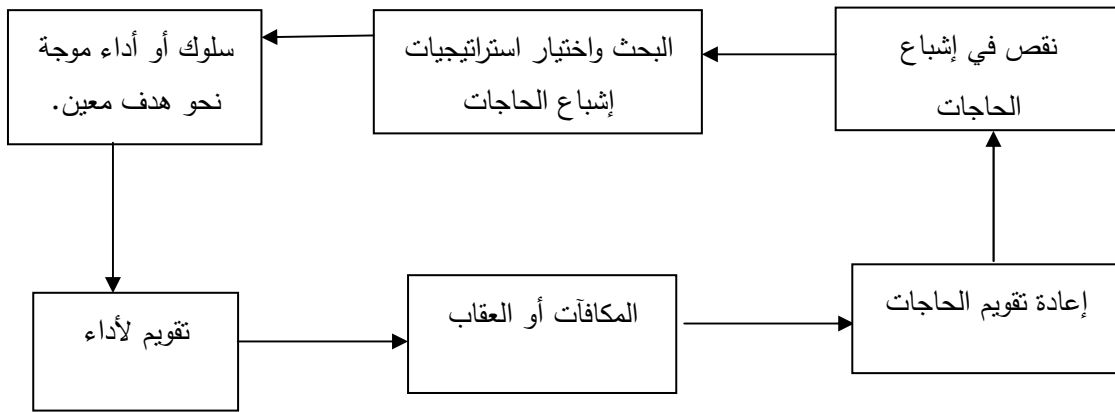 نقص في إشباع
الحاجات
البحث واختيار استراتيجيات
إشباع الحاجات
سلوك أو أداء موجة
نحو هدف معين.
تقويم لأداء
المكافآت أو العقاب
إعادة تقويم الحاجات